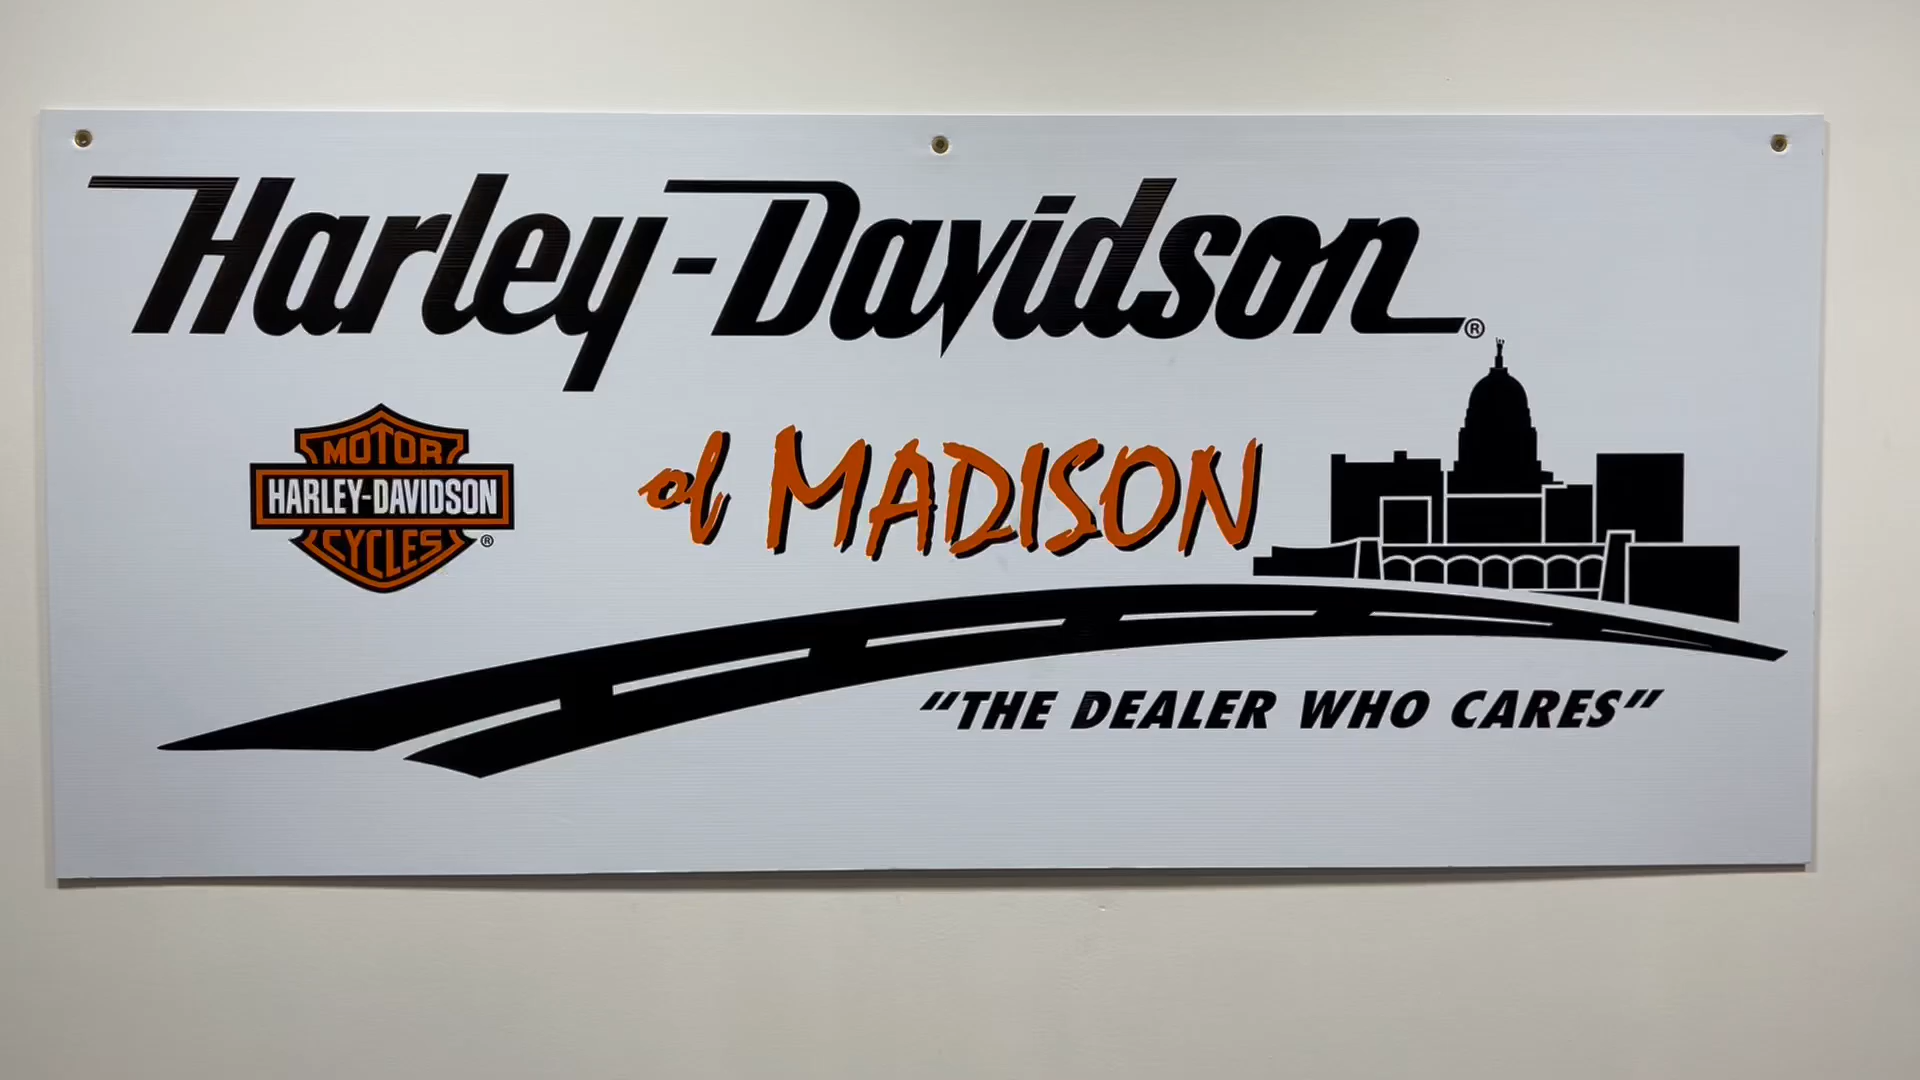 Harley-Davidson®
MOTOR
HARLEY-DAVIDSON
CYCLES®
of MADISON
"THE DEALER WHO CARES"